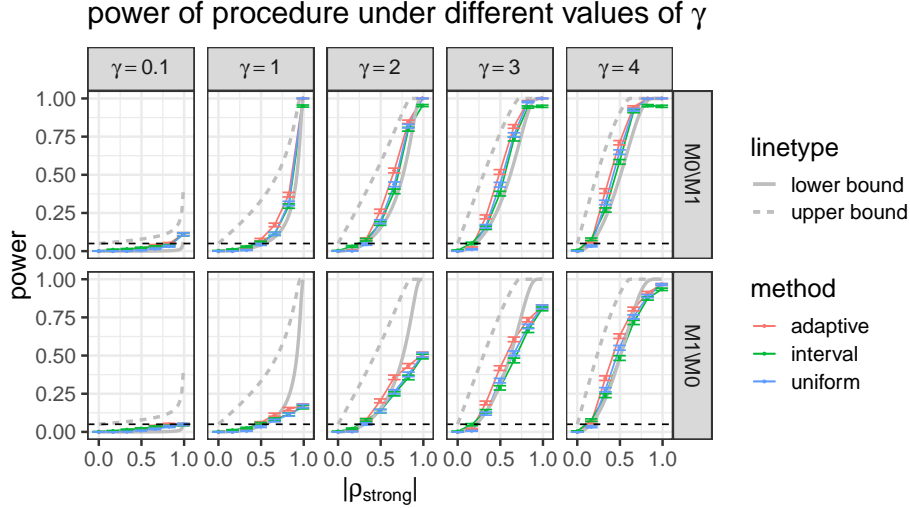 power of procedure under different values of γ
γ = 0.1 γ = 1 γ = 2 γ = 3 γ = 4
1.00
0.75
0.50
0.25
0.00
M0\M1
1.00
0.75
0.50
0.25
0.00
M1\M0
power
0.0 0.5 1.0 0.0 0.5 1.0 0.0 0.5 1.0 0.0 0.5 1.0 0.0 0.5 1.0
|ρstrong|
linetype
lower bound
upper bound
method
adaptive
interval
uniform